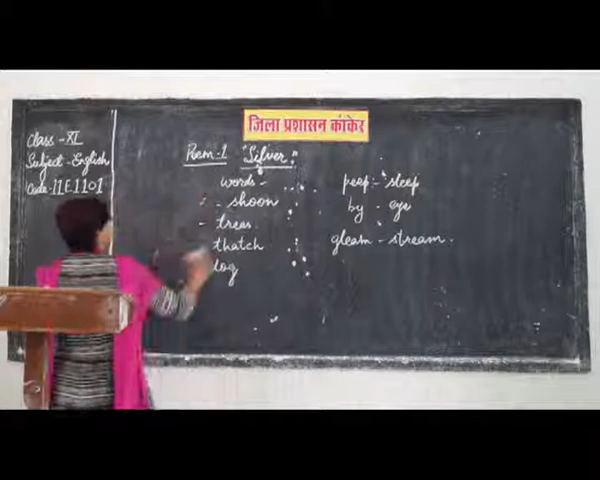 जिला प्रशासन कांकेर
Class - XI
Subject - English
Code - 11E1101
Poem-1 "Silver"
words -
- shoon
- trees
thatch
log
peep - sleep
by - eye
gleam - stream.